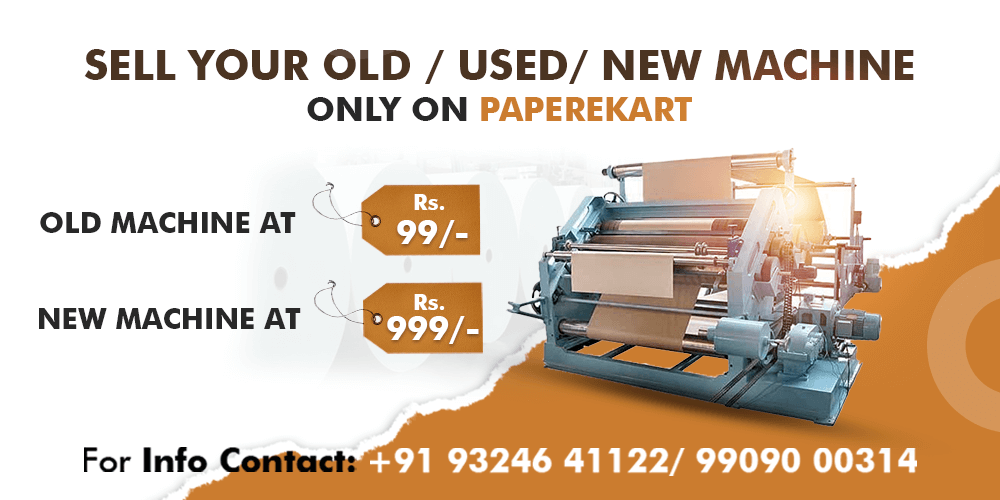 SELL YOUR OLD / USED/ NEW MACHINE
ONLY ON PAPEREKART
OLD MACHINE AT
Rs.
99/-
NEW MACHINE AT
Rs.
999/-
For Info Contact: +91 93246 41122/ 99090 00314